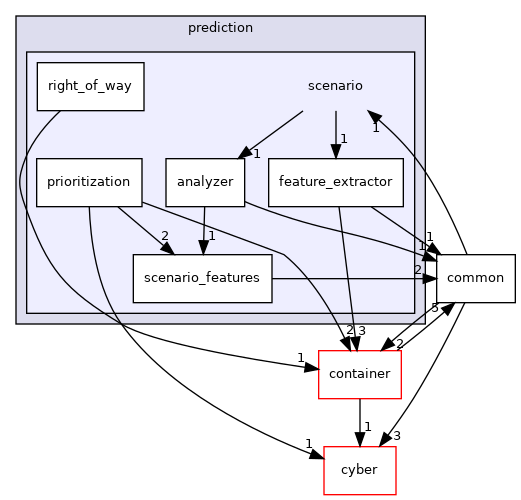 prediction
right_of_way
scenario
1
1
1
prioritization
analyzer
feature_extractor
2
1
1
1
scenario_features
2
common
2
3
2
5
1
container
1
1
3
cyber